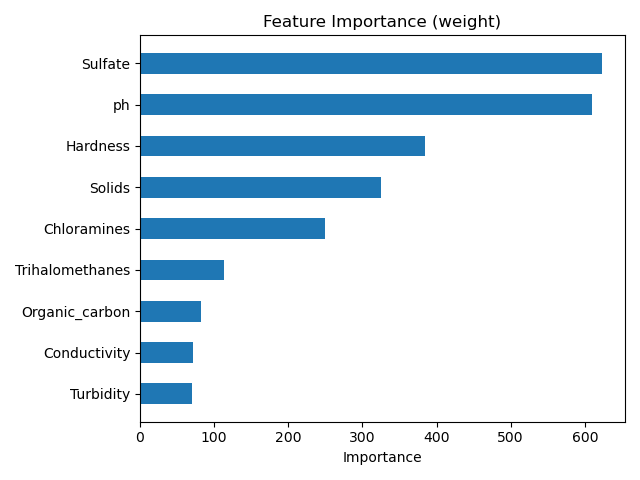 Feature Importance (weight)
Sulfate
ph
Hardness
Solids
Chloramines
Trihalomethanes
Organic_carbon
Conductivity
Turbidity
0 100 200 300 400 500 600
Importance